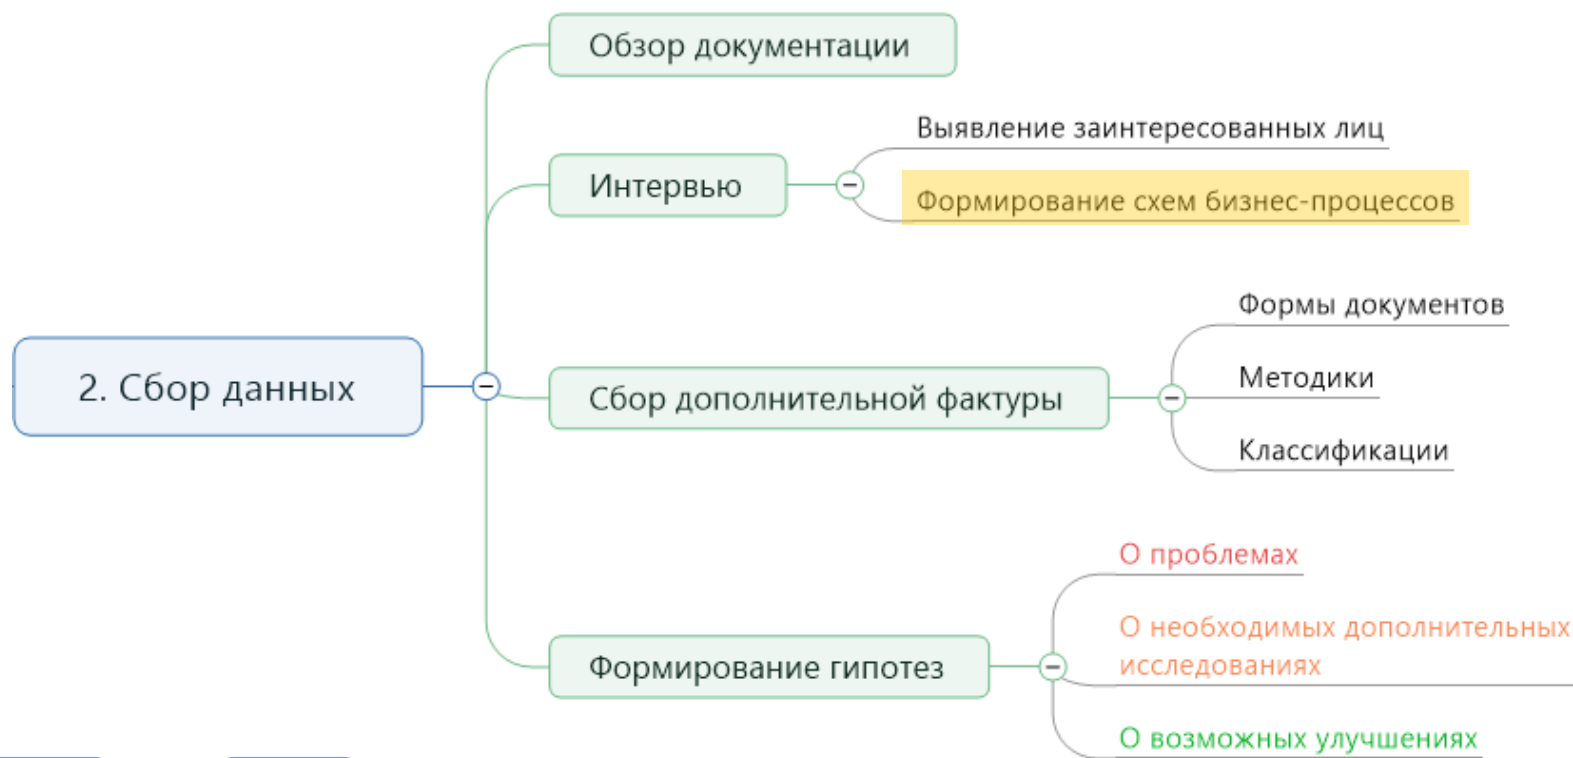 Обзор документации
Выявление заинтересованных лиц
Интервью
Формирование схем бизнес-процессов
2. Сбор данных
Сбор дополнительной фактуры
Формы документов
Методики
Классификации
Формирование гипотез
О проблемах
О необходимых дополнительных
исследованиях
О возможных улучшениях